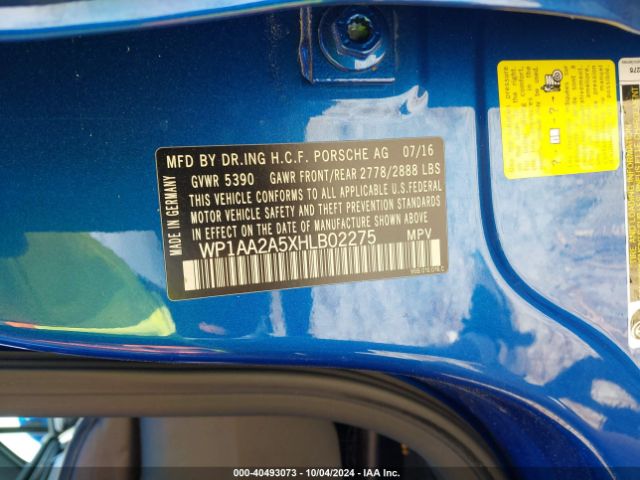 MFD BY DR.ING H.C.F. PORSCHE AG 07/16
GVWR 5390 GAWR FRONT/REAR 2778/2888 LBS
THIS VEHICLE CONFORMS TO ALL APPLICABLE U.S.FEDERAL
MOTOR VEHICLE SAFETY AND THEFT PREVENTION STANDARDS
IN EFFECT ON THE DATE OF MANUFACTURE SHOWN ABOVE
WP1AA2A5XHLB02275 MPV
MADE IN GERMANY
000-40493073 - 10/04/2024 - IAA Inc.